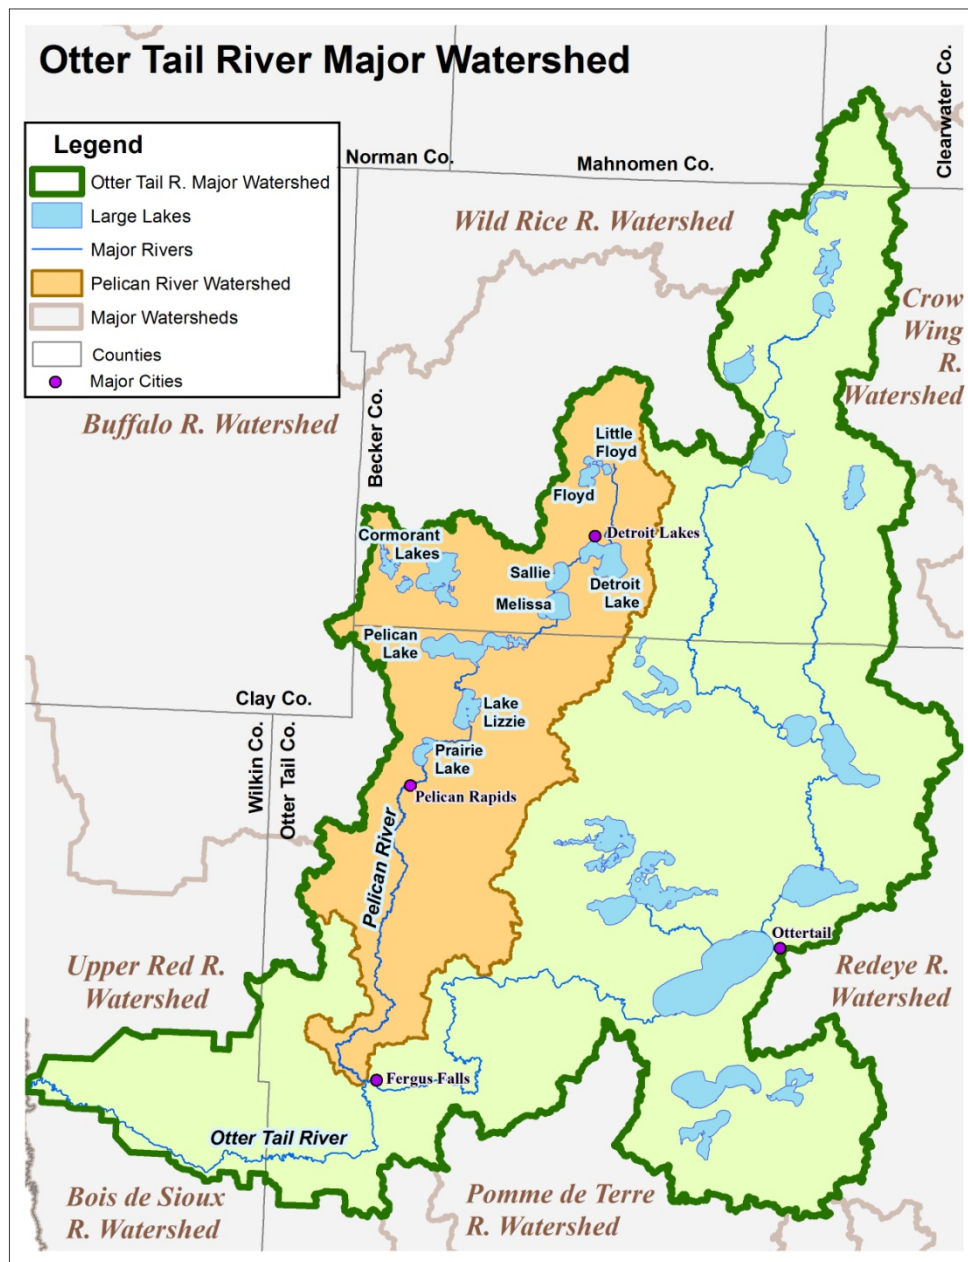 Otter Tail River Major Watershed
Clearwater Co.
Legend
Otter Tail R. Major Watershed
Large Lakes
Major Rivers
Pelican River Watershed
Major Watersheds
Counties
Major Cities
Norman Co.
Mahnomen Co.
Wild Rice R. Watershed
Crow
Wing
R.
Watershed
Buffalo R. Watershed
Becker Co.
Little
Floyd
Floyd
Detroit Lakes
Cormorant
Lakes
Sallie
Melissa
Detroit
Lake
Pelican
Lake
Clay Co.
Lake
Lizzie
Wilkin Co.
Otter Tail Co.
Prairie
Lake
Pelican Rapids
Pelican River
Ottertail
Upper Red R.
Watershed
Redeye R.
Watershed
Fergus Falls
Otter Tail River
Bois de Sioux
R. Watershed
Pomme de Terre
R. Watershed